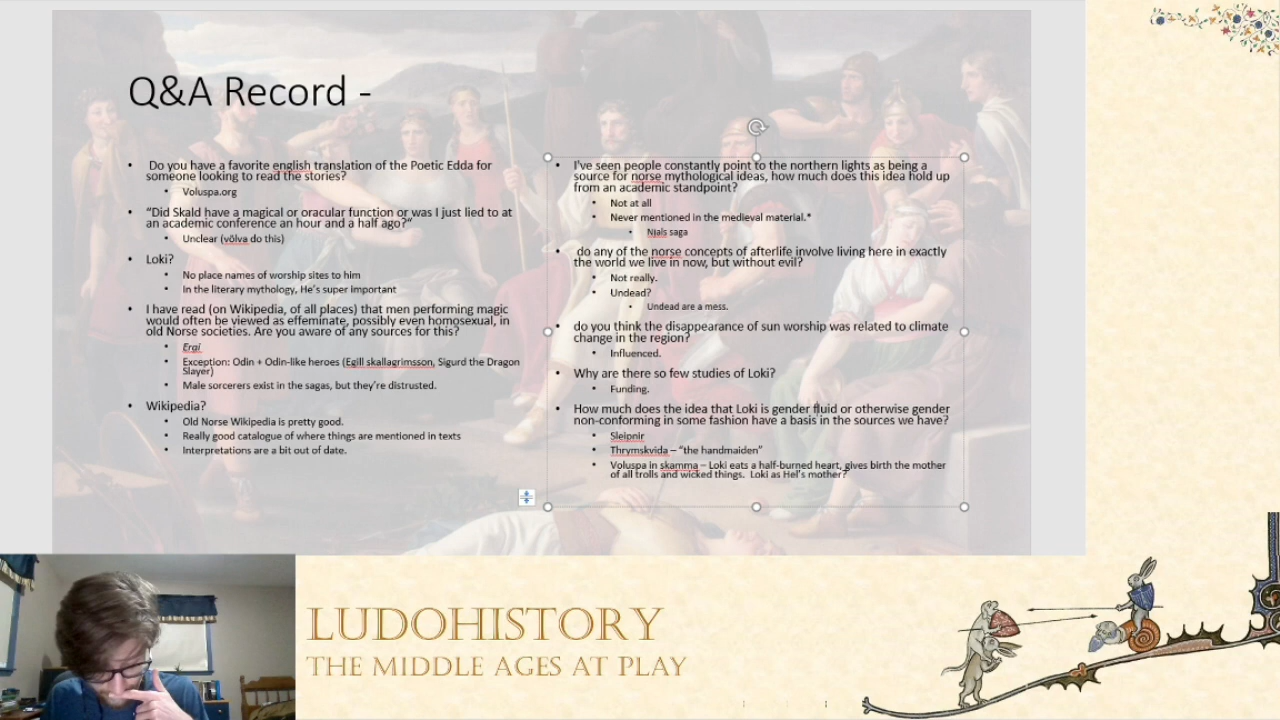 Q&A Record -
• Do you have a favorite english translation of the Poetic Edda for
someone looking to read the stories?
• Voluspa.org
• “Did Skald have a magical or oracular function or was I just lied to at
an academic conference an hour and a half ago?“
• Unclear (völva do this)
• Loki?
• No place names of worship sites to him
• In the literary mythology, He’s super important
• I have read (on Wikipedia, of all places) that men performing magic
would often be viewed as effeminate, possibly even homosexual, in
old Norse societies. Are you aware of any sources for this?
• Ergi
• Exception: Odin + Odin-like heroes (Egill skallagrimsson, Sigurd the Dragon
Slayer)
• Male sorcerers exist in the sagas, but they’re distrusted.
• Wikipedia?
• Old Norse Wikipedia is pretty good.
• Really good catalogue of where things are mentioned in texts
• Interpretations are a bit out of date.
• I've seen people constantly point to the northern lights as being a
source for norse mythological ideas, how much does this idea hold up
from an academic standpoint?
• Not at all
• Never mentioned in the medieval material.*
• Njals saga
• do any of the norse concepts of afterlife involve living here in exactly
the world we live in now, but without evil?
• Not really.
• Undead?
• Undead are a mess.
• do you think the disappearance of sun worship was related to climate
change in the region?
• Influenced.
• Why are there so few studies of Loki?
• Funding.
• How much does the idea that Loki is gender fluid or otherwise gender
non-conforming in some fashion have a basis in the sources we have?
• Sleipnir
• Thrymskvida – “the handmaiden”
• Voluspa in skamma – Loki eats a half-burned heart, gives birth the mother
of all trolls and wicked things. Loki as Hel’s mother?
LUDOHISTORY
THE MIDDLE AGES AT PLAY